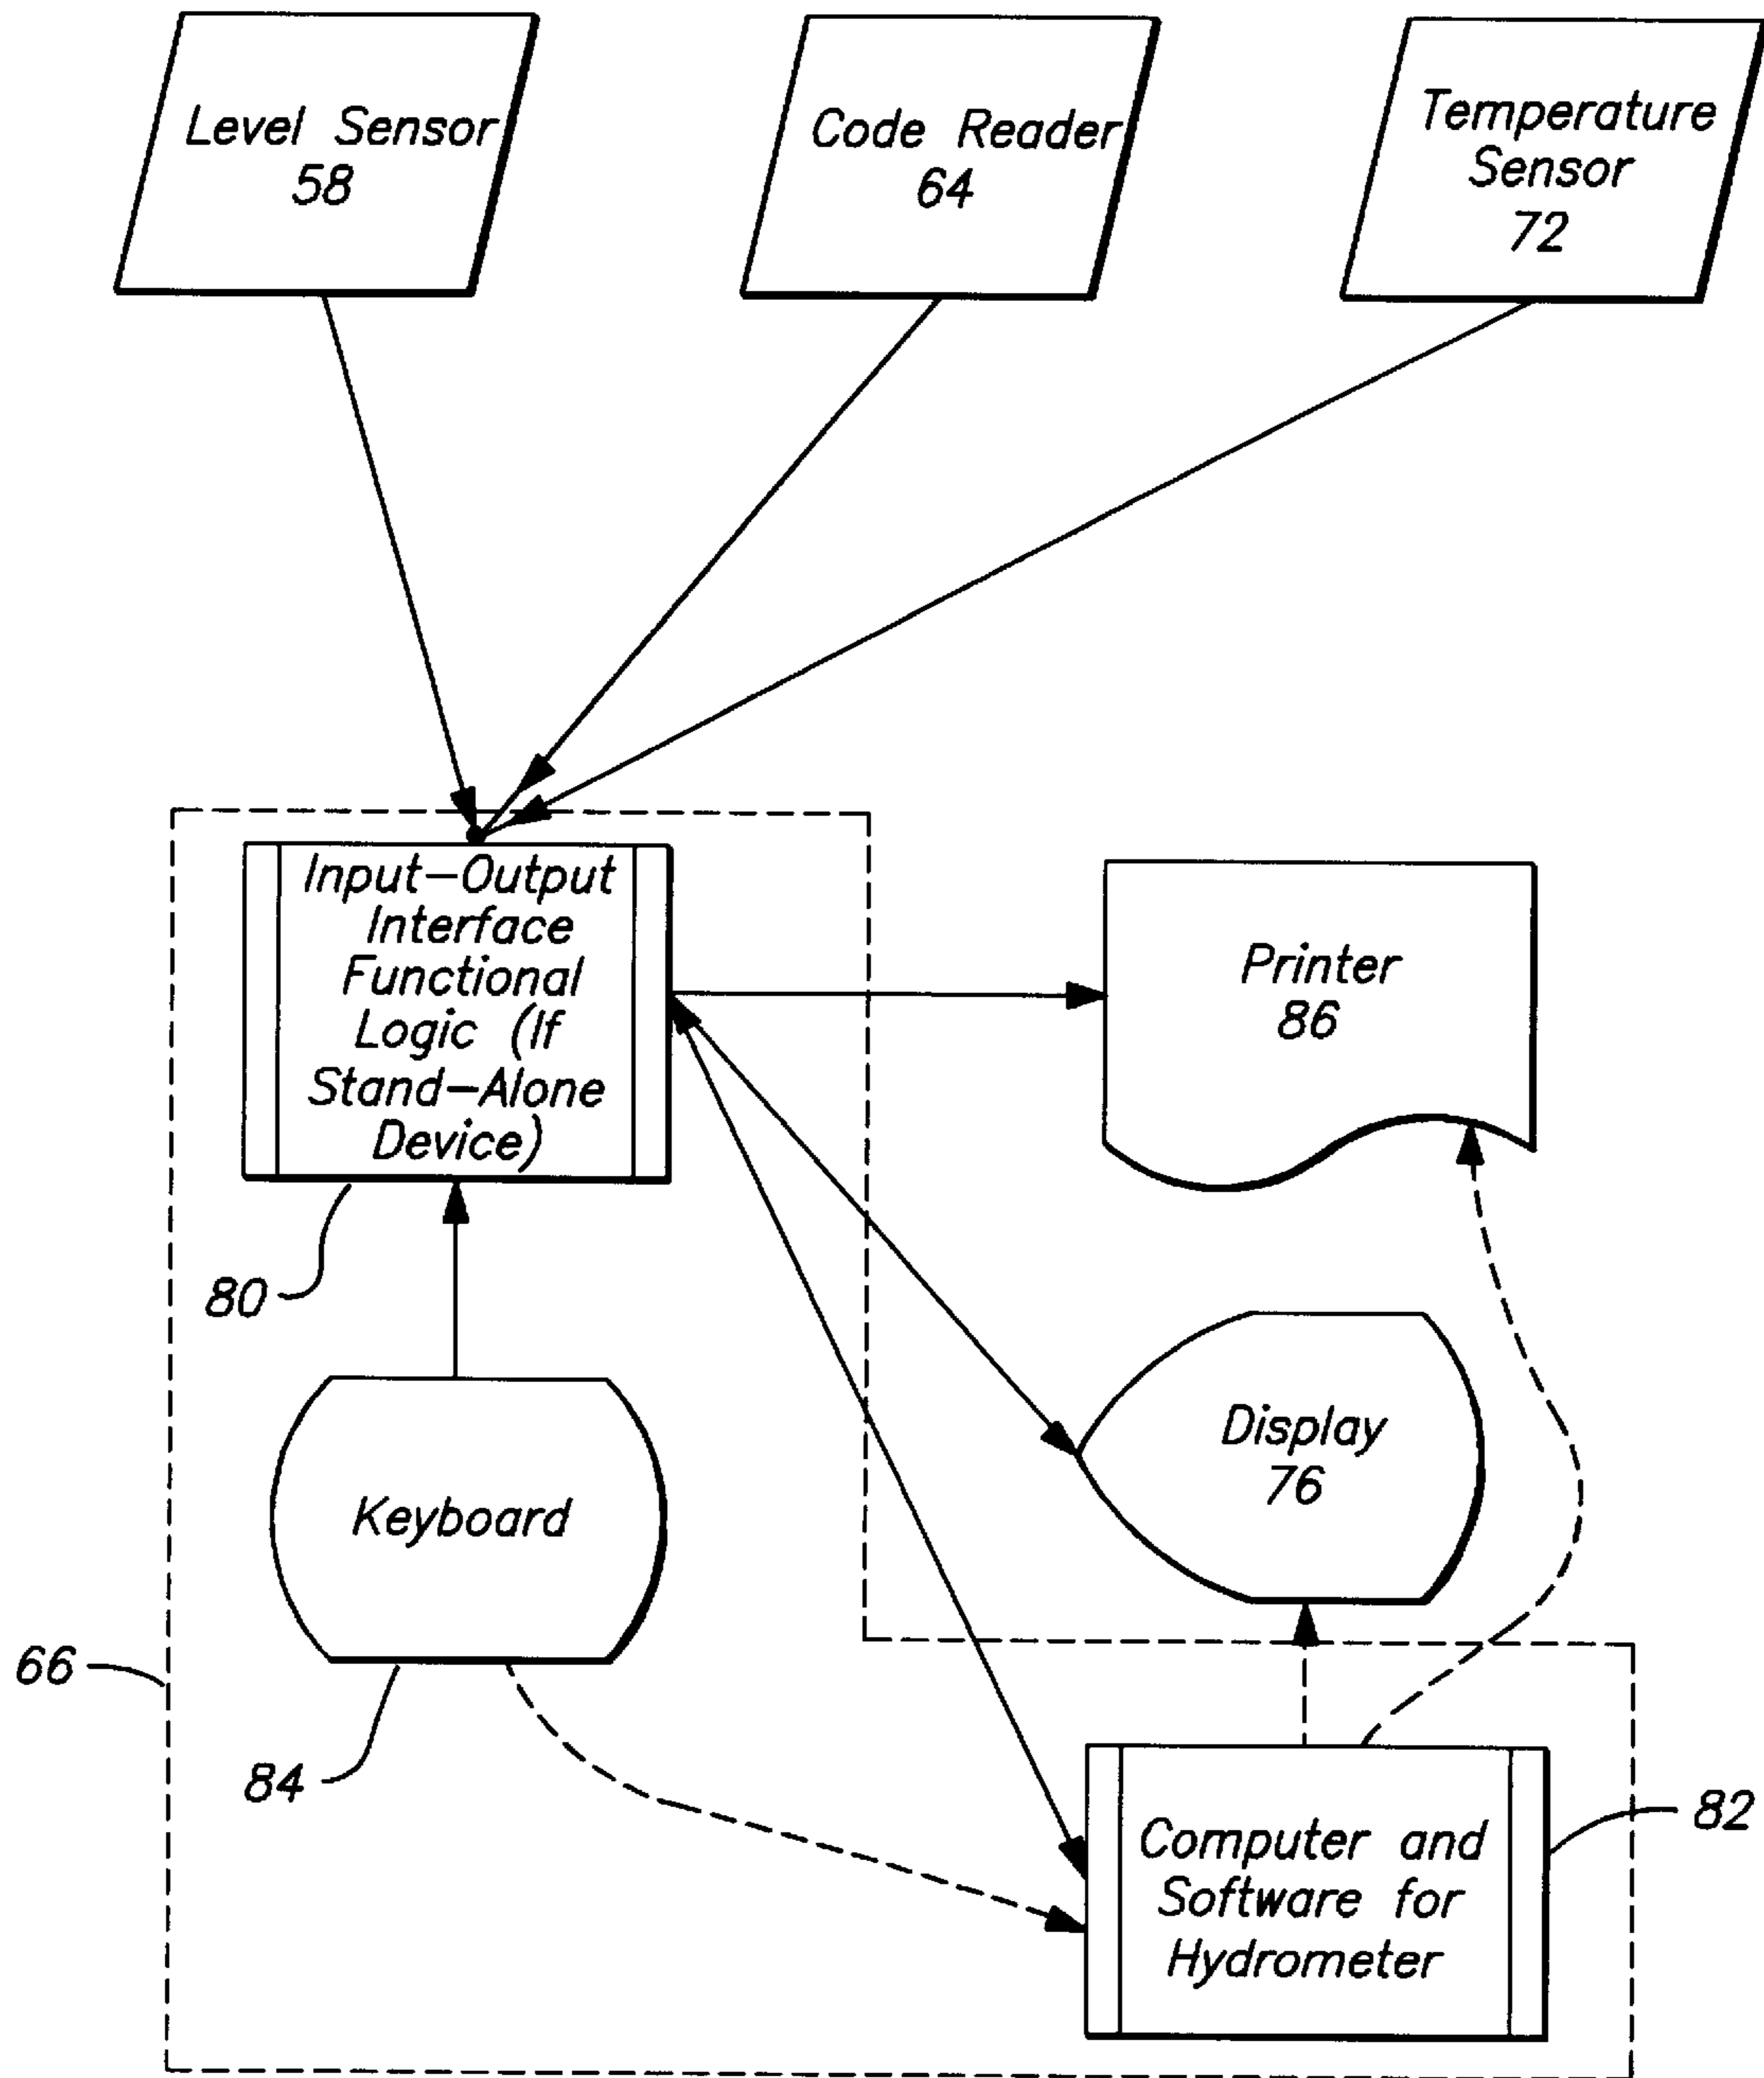 Level Sensor
58
Code Reader
64
Temperature
Sensor
72
Input-Output
Interface
Functional
Logic (If
Stand-Alone
Device)
Printer
86
80
Display
76
Keyboard
66
84
82
Computer and
Software for
Hydrometer